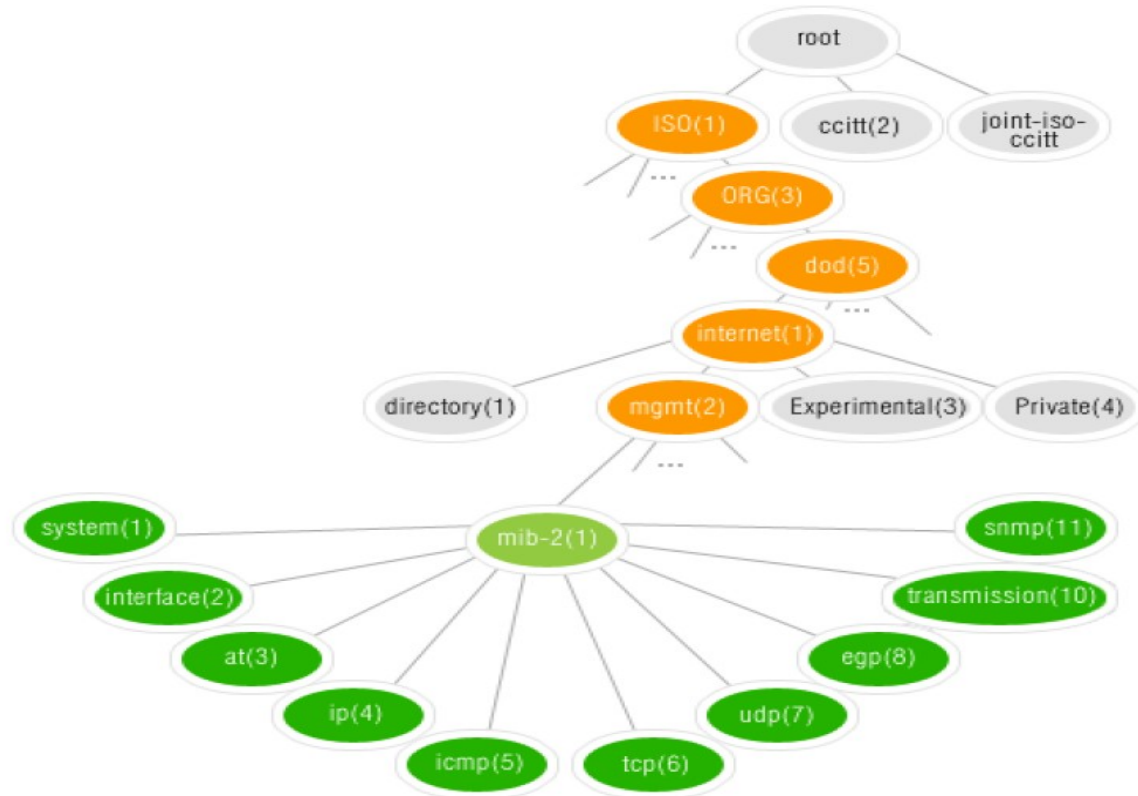 root
ISO(1)
ccitt(2)
joint-iso-
ccitt
...
ORG(3)
...
dod(5)
...
internet(1)
directory(1)
mgmt(2)
Experimental(3)
Private(4)
...
system(1)
mib-2(1)
snmp(11)
interface(2)
transmission(10)
at(3)
egp(8)
ip(4)
udp(7)
icmp(5)
tcp(6)